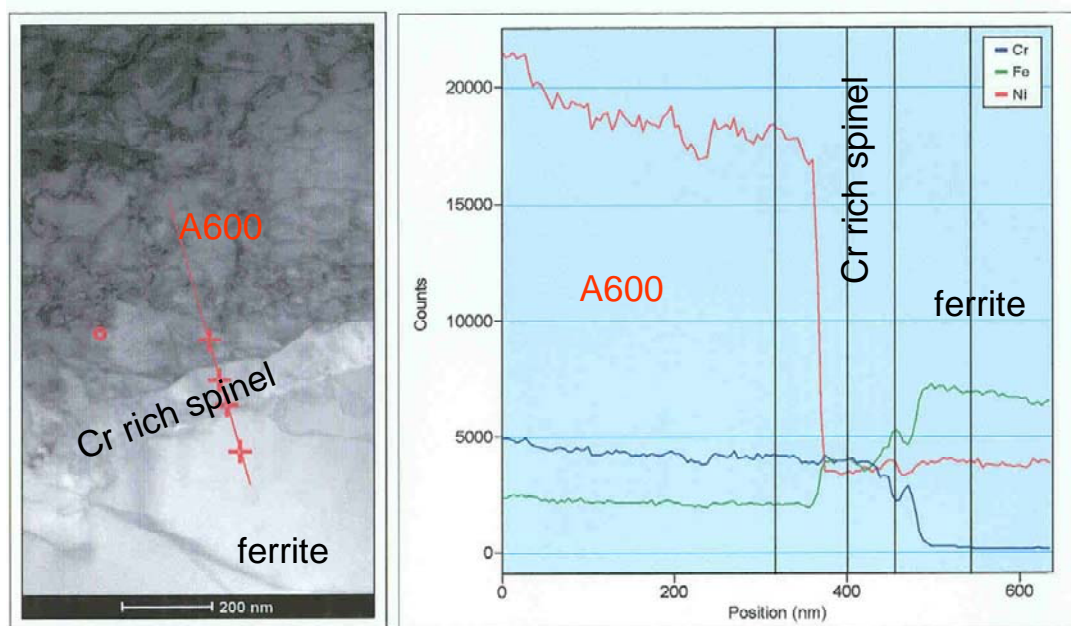 A600
Cr rich spinel
ferrite
200 nm
Cr
Fe
Ni
20000
15000
10000
5000
0
Counts
A600
Cr rich spinel
ferrite
0
200
400
600
Position (nm)